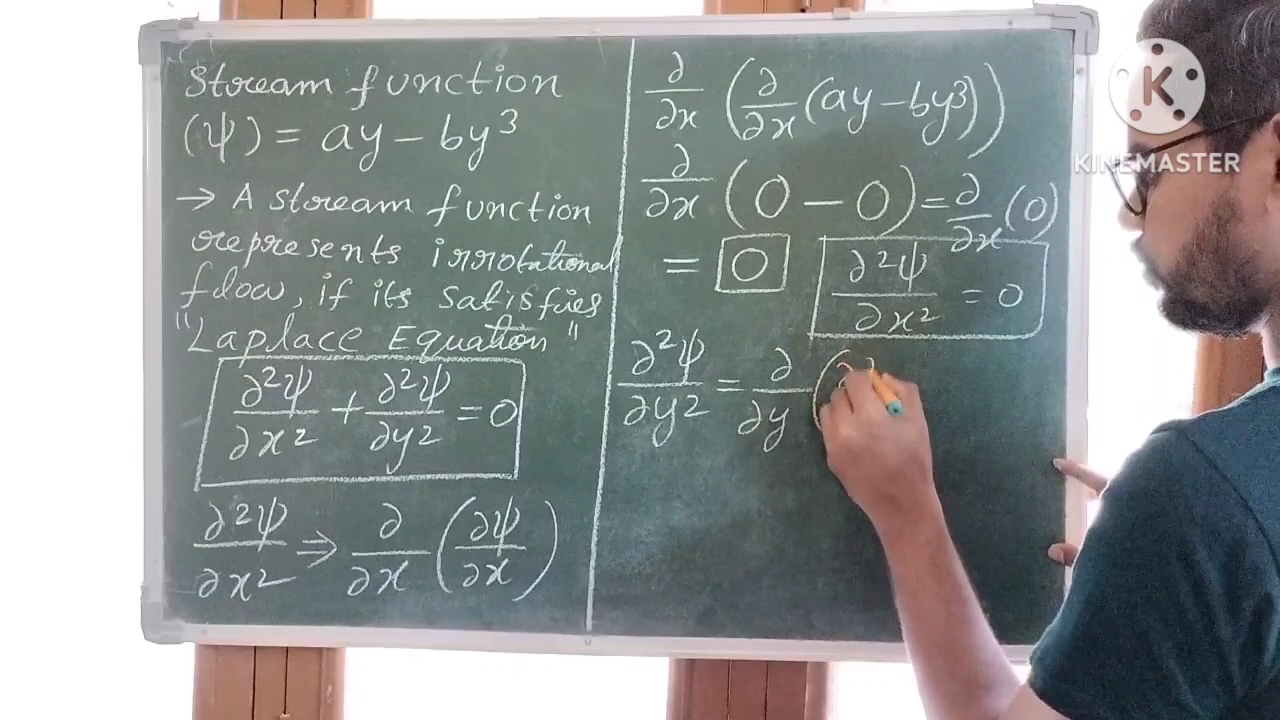 Stream function
(ψ) = ay − by³
→ A stream function
represents irrotational
flow, if its satisfies
"Laplace Equation"
∂²ψ/∂x² + ∂²ψ/∂y² = 0
∂²ψ/∂x² ⇒ ∂/∂x (∂ψ/∂x)
∂/∂x (∂/∂x (ay − by³))
∂/∂x (0 − 0) = ∂/∂x (0)
= 0
∂²ψ/∂x² = 0
∂²ψ/∂y² = ∂/∂y (
K
KINEMASTER